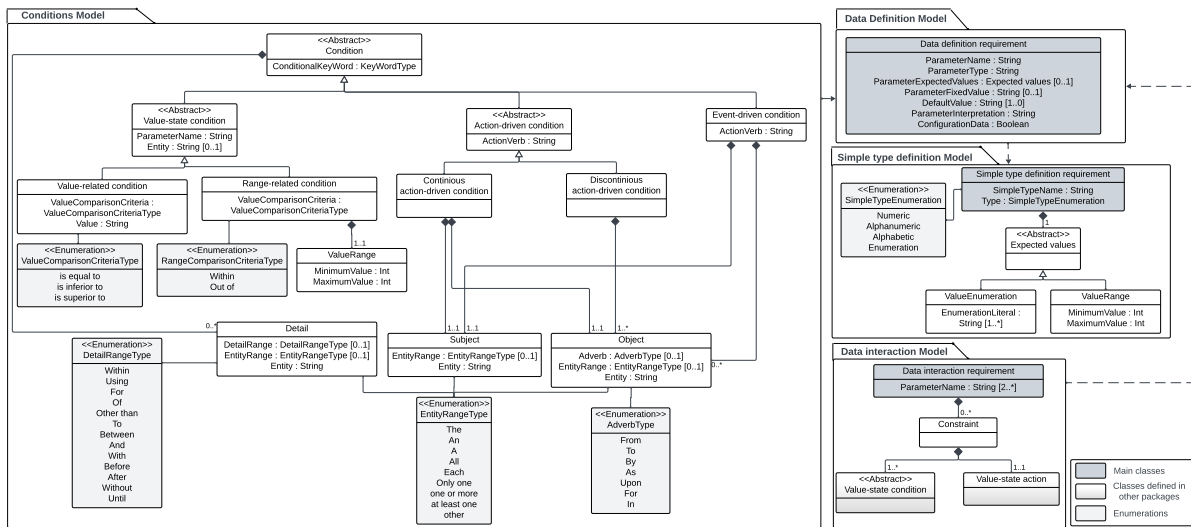 Conditions Model
<<Abstract>>
Condition
ConditionalKeyWord : KeyWordType
<<Abstract>>
Value-state condition
ParameterName : String
Entity : String [0..1]
<<Abstract>>
Action-driven condition
ActionVerb : String
Event-driven condition
ActionVerb : String
Value-related condition
ValueComparisonCriteria :
ValueComparisonCriteriaType
Value : String
Range-related condition
ValueComparisonCriteria :
ValueComparisonCriteriaType
Continious
action-driven condition
Discontinious
action-driven condition
<<Enumeration>>
ValueComparisonCriteriaType
is equal to
is inferior to
is superior to
<<Enumeration>>
RangeComparisonCriteriaType
Within
Out of
1..1
ValueRange
MinimumValue : Int
MaximumValue : Int
0..*
Detail
DetailRange : DetailRangeType [0..1]
EntityRange : EntityRangeType [0..1]
Entity : String
1..1
1..1
Subject
EntityRange : EntityRangeType [0..1]
Entity : String
1..1
1..*
Object
Adverb : AdverbType [0..1]
EntityRange : EntityRangeType [0..1]
Entity : String
0..*
<<Enumeration>>
DetailRangeType
Within
Using
For
Of
Other than
To
Between
And
With
Before
After
Without
Until
<<Enumeration>>
EntityRangeType
The
An
A
All
Each
Only one
one or more
at least one
other
<<Enumeration>>
AdverbType
From
To
By
As
Upon
For
In
Data Definition Model
Data definition requirement
ParameterName : String
ParameterType : String
ParameterExpectedValues : Expected values [0..1]
ParameterFixedValue : String [0..1]
DefaultValue : String [1..0]
ParameterInterpretation : String
ConfigurationData : Boolean
Simple type definition Model
<<Enumeration>>
SimpleTypeEnumeration
Numeric
Alphanumeric
Alphabetic
Enumeration
Simple type definition requirement
SimpleTypeName : String
Type : SimpleTypeEnumeration
1
<<Abstract>>
Expected values
ValueEnumeration
EnumerationLiteral :
String [1..*]
ValueRange
MinimumValue : Int
MaximumValue : Int
Data interaction Model
Data interaction requirement
ParameterName : String [2..*]
0..*
Constraint
1..*
1..1
<<Abstract>>
Value-state condition
Value-state action
Main classes
Classes defined in
other packages
Enumerations